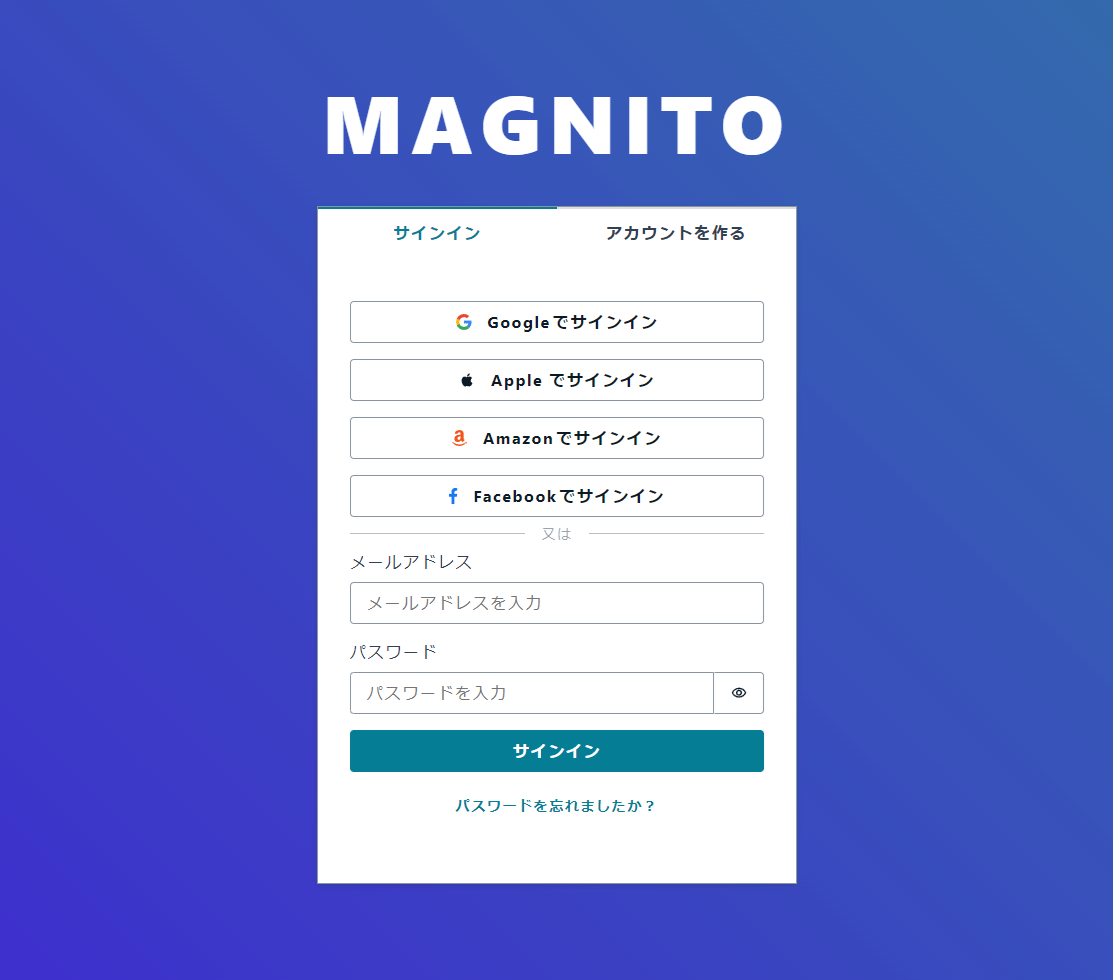 MAGNITO
サインイン
アカウントを作る
Googleでサインイン
Apple でサインイン
Amazonでサインイン
Facebookでサインイン
又は
メールアドレス
メールアドレスを入力
パスワード
パスワードを入力
サインイン
パスワードを忘れましたか？